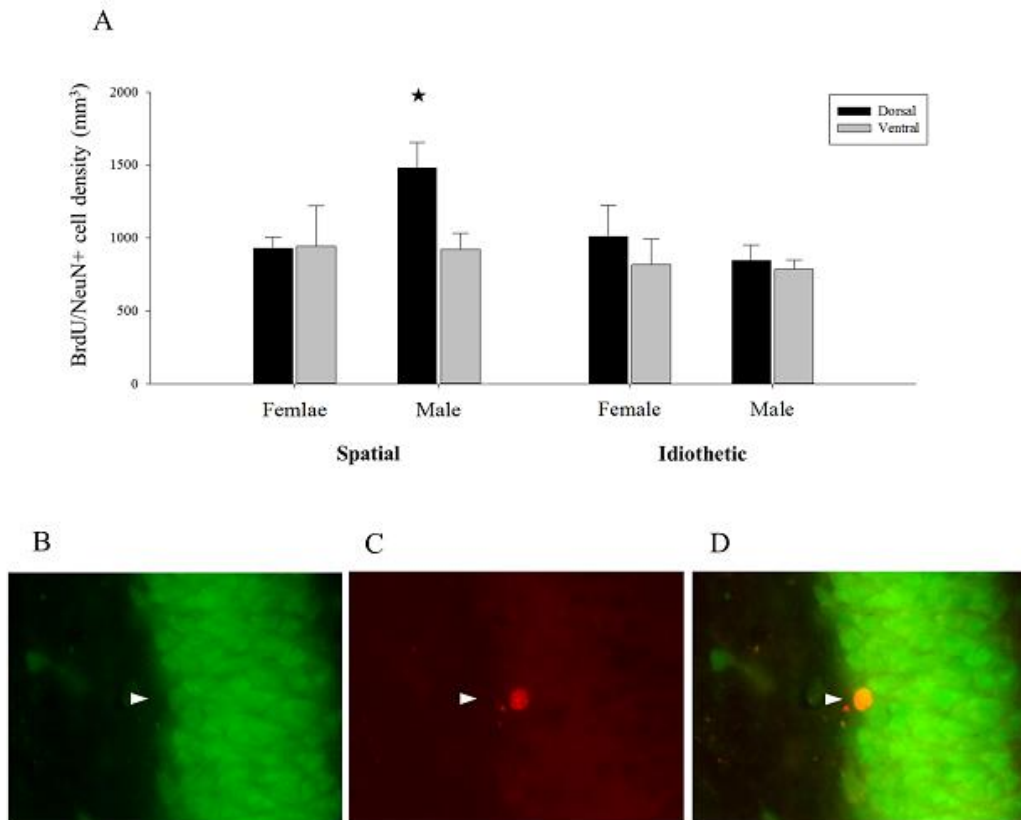 A
BrdU/NeuN+ cell density (mm³)
2000
1500
1000
500
0
★
Dorsal
Ventral
Femlae
Male
Female
Male
Spatial
Idiothetic
B
C
D